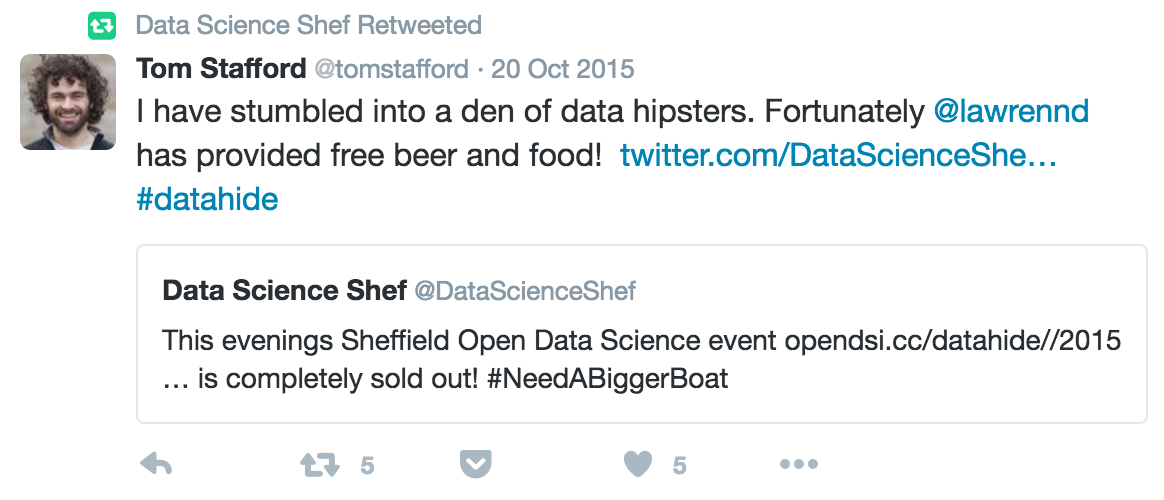 Data Science Shef Retweeted
Tom Stafford @tomstafford · 20 Oct 2015
I have stumbled into a den of data hipsters. Fortunately @lawrennd
has provided free beer and food!  twitter.com/DataScienceShe…
#datahide
Data Science Shef @DataScienceShef
This evenings Sheffield Open Data Science event opendsi.cc/datahide//2015
… is completely sold out! #NeedABiggerBoat
5 5